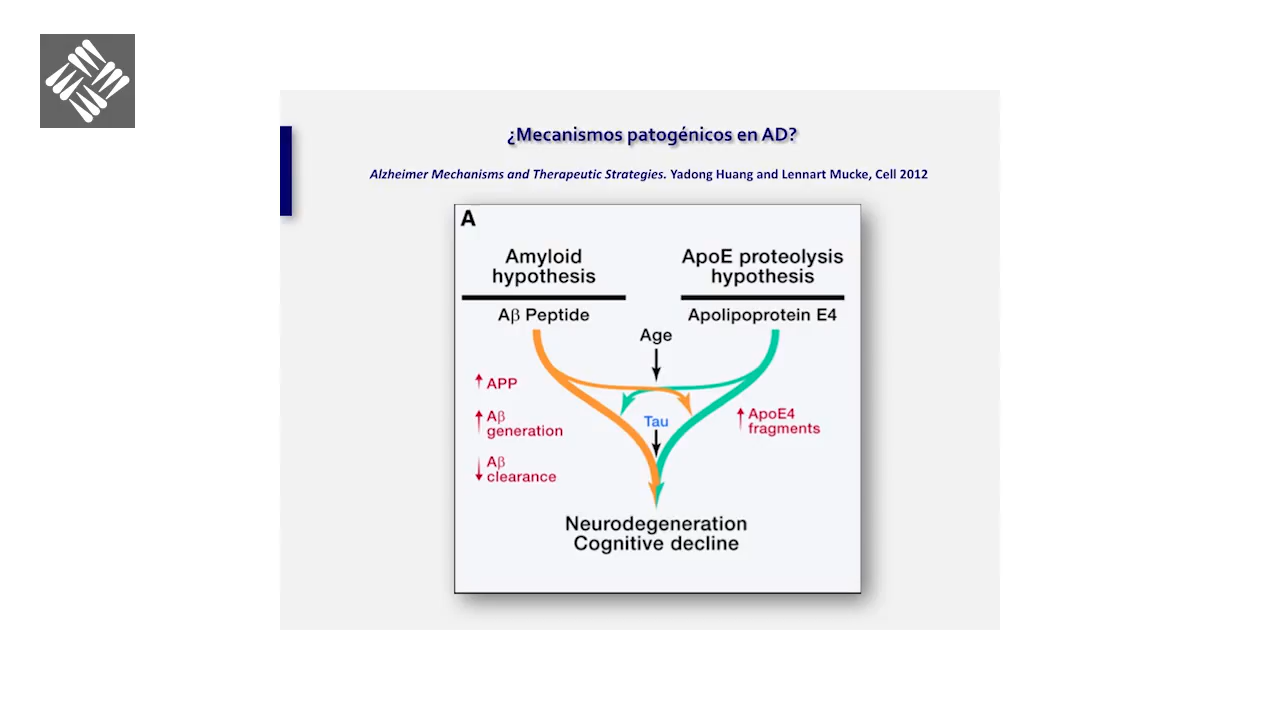 ¿Mecanismos patogénicos en AD?
Alzheimer Mechanisms and Therapeutic Strategies. Yadong Huang and Lennart Mucke, Cell 2012
A
Amyloid
hypothesis
Aβ Peptide
ApoE proteolysis
hypothesis
Apolipoprotein E4
Age
↑ APP
↑ Aβ
generation
↓ Aβ
clearance
Tau
↑ ApoE4
fragments
Neurodegeneration
Cognitive decline